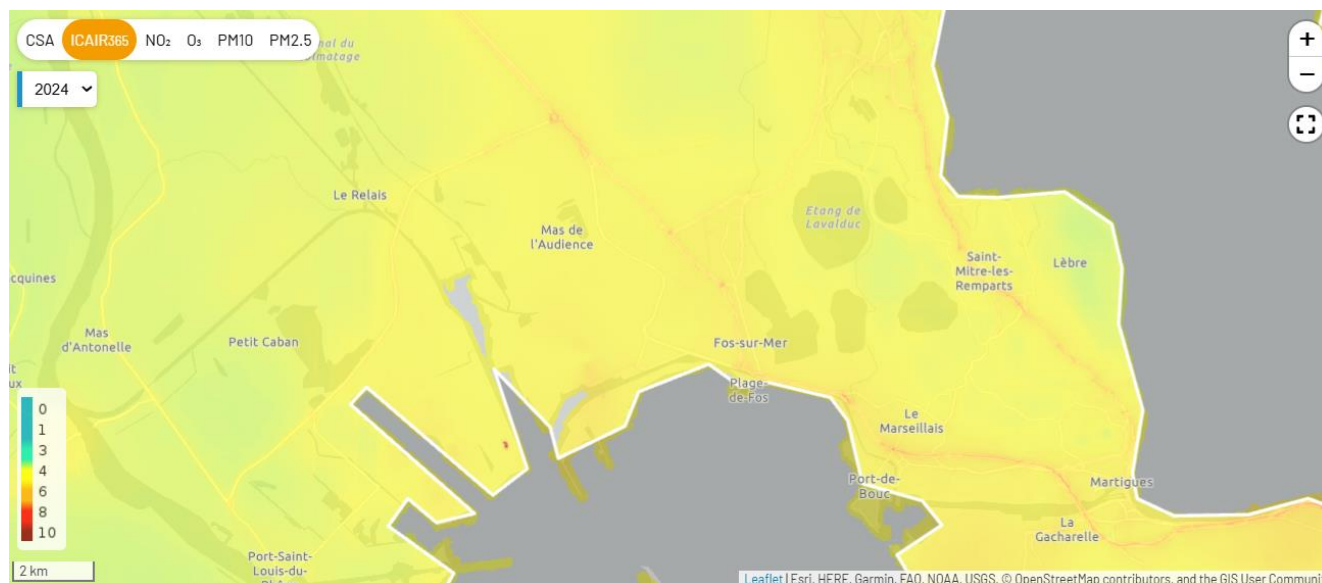 CSA ICAIR365 NO₂ O₃ PM10 PM2.5
2024
+
−
Le Relais
Mas de
l'Audience
Etang de
Lavalduc
Saint-
Mitre-les-
Remparts
Lèbre
cquines
Mas
d'Antonelle
Petit Caban
Fos-sur-Mer
Plage-
de-Fos
Le
Marseillais
Port-de-
Bouc
Martigues
La
Gacharelle
Port-Saint-
Louis-du-
0
1
3
4
6
8
10
2 km
Leaflet | Esri, HERE, Garmin, FAO, NOAA, USGS, © OpenStreetMap contributors, and the GIS User Communi